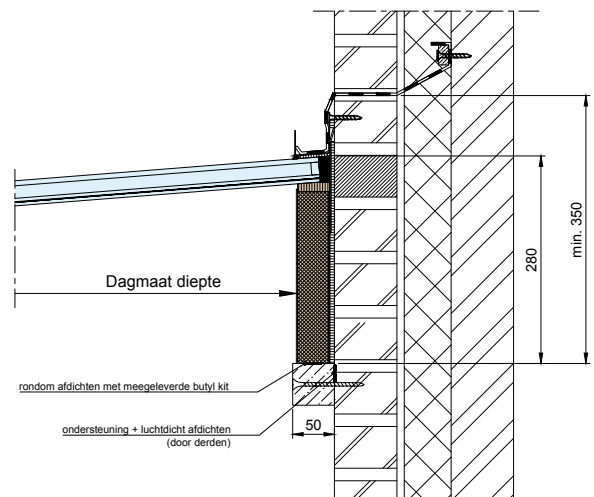 min. 350
280
Dagmaat diepte
rondom afdichten met meegeleverde butyl kit
50
ondersteuning + luchtdicht afdichten
(door derden)